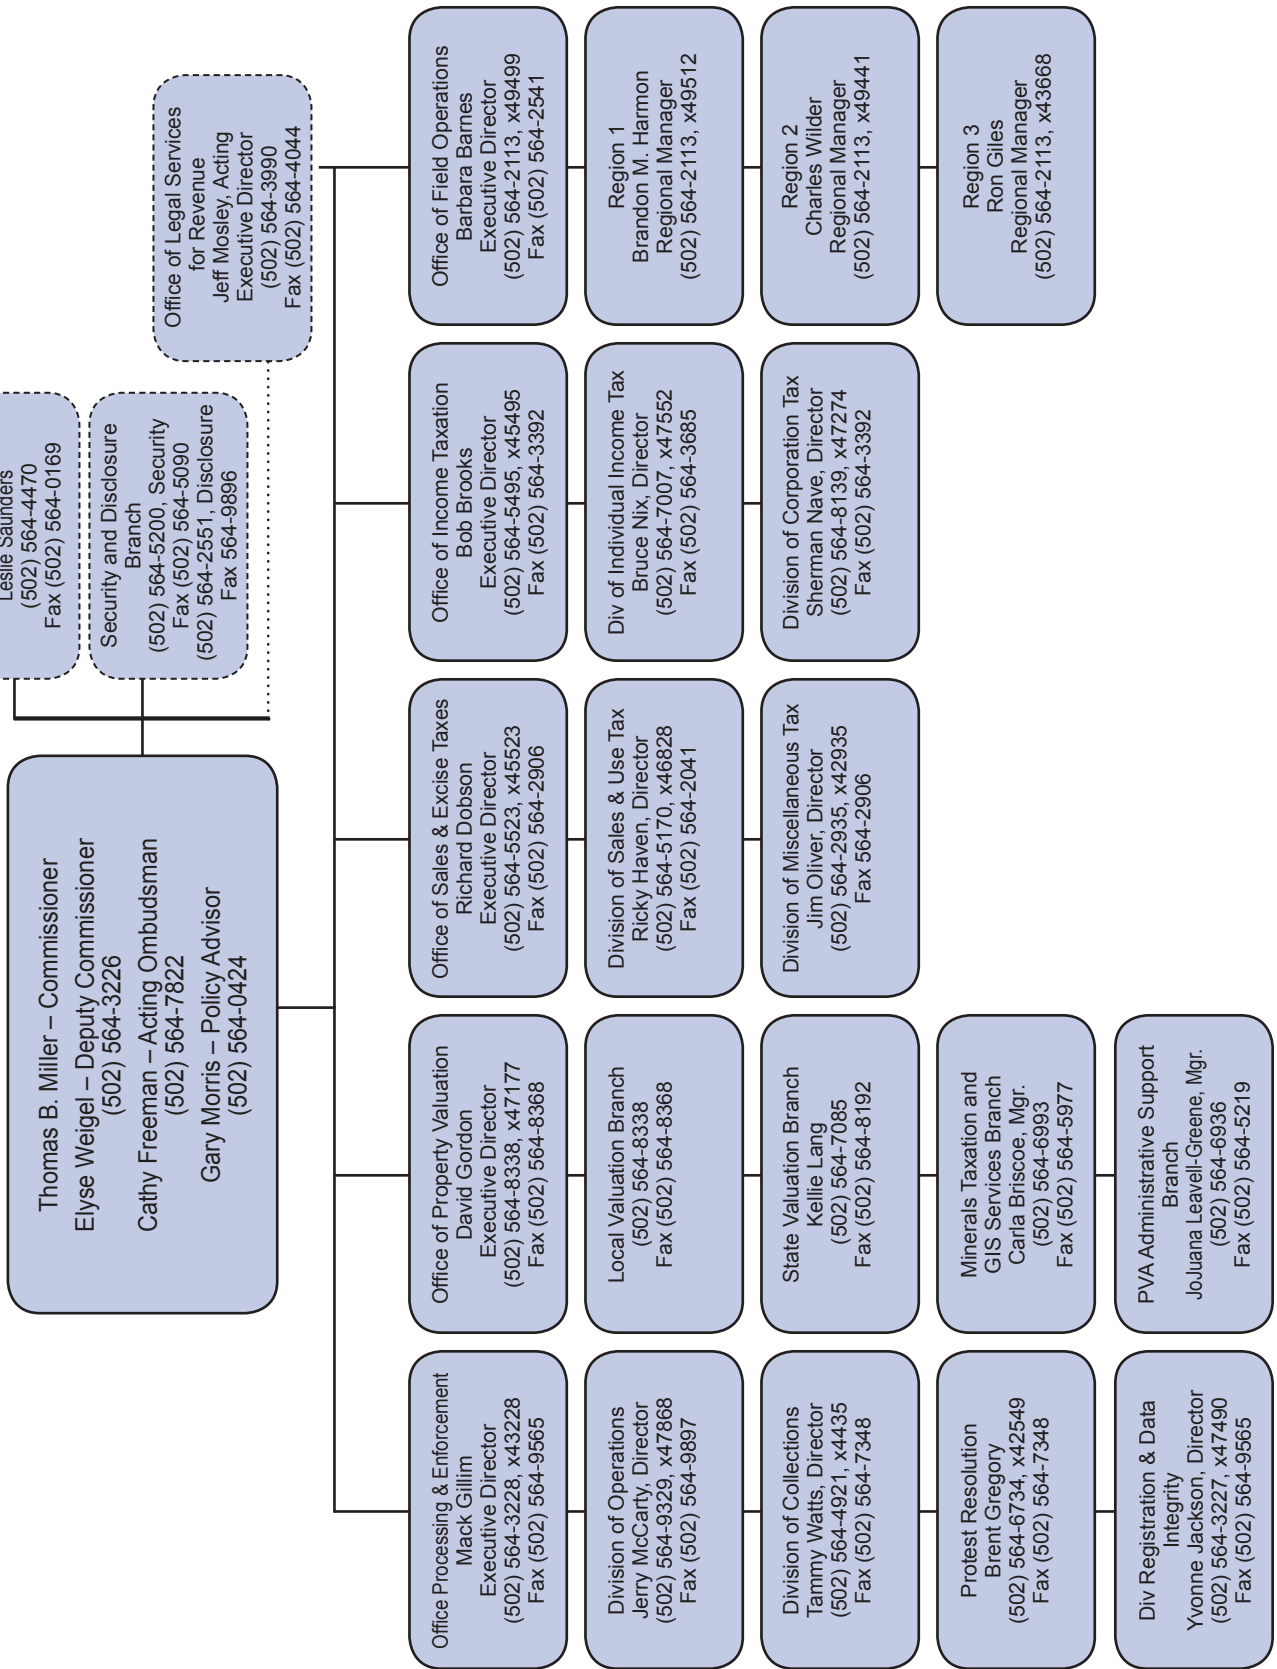 Thomas B. Miller – Commissioner
Elyse Weigel – Deputy Commissioner
(502) 564-3226
Cathy Freeman – Acting Ombudsman
(502) 564-7822
Gary Morris – Policy Advisor
(502) 564-0424
Leslie Saunders
(502) 564-4470
Fax (502) 564-0169
Security and Disclosure
Branch
(502) 564-5200, Security
Fax (502) 564-5090
(502) 564-2551, Disclosure
Fax 564-9896
Office of Legal Services
for Revenue
Jeff Mosley, Acting
Executive Director
(502) 564-3990
Fax (502) 564-4044
Office Processing & Enforcement
Mack Gillim
Executive Director
(502) 564-3228, x43228
Fax (502) 564-9565
Division of Operations
Jerry McCarty, Director
(502) 564-9329, x47868
Fax (502) 564-9897
Division of Collections
Tammy Watts, Director
(502) 564-4921, x4435
Fax (502) 564-7348
Protest Resolution
Brent Gregory
(502) 564-6734, x42549
Fax (502) 564-7348
Div Registration & Data
Integrity
Yvonne Jackson, Director
(502) 564-3227, x47490
Fax (502) 564-9565
Office of Property Valuation
David Gordon
Executive Director
(502) 564-8338, x47177
Fax (502) 564-8368
Local Valuation Branch
(502) 564-8338
Fax (502) 564-8368
State Valuation Branch
Kellie Lang
(502) 564-7085
Fax (502) 564-8192
Minerals Taxation and
GIS Services Branch
Carla Briscoe, Mgr.
(502) 564-6993
Fax (502) 564-5977
PVA Administrative Support
Branch
JoJuana Leavell-Greene, Mgr.
(502) 564-6936
Fax (502) 564-5219
Office of Sales & Excise Taxes
Richard Dobson
Executive Director
(502) 564-5523, x45523
Fax (502) 564-2906
Division of Sales & Use Tax
Ricky Haven, Director
(502) 564-5170, x46828
Fax (502) 564-2041
Division of Miscellaneous Tax
Jim Oliver, Director
(502) 564-2935, x42935
Fax 564-2906
Office of Income Taxation
Bob Brooks
Executive Director
(502) 564-5495, x45495
Fax (502) 564-3392
Div of Individual Income Tax
Bruce Nix, Director
(502) 564-7007, x47552
Fax (502) 564-3685
Division of Corporation Tax
Sherman Nave, Director
(502) 564-8139, x47274
Fax (502) 564-3392
Office of Field Operations
Barbara Barnes
Executive Director
(502) 564-2113, x49499
Fax (502) 564-2541
Region 1
Brandon M. Harmon
Regional Manager
(502) 564-2113, x49512
Region 2
Charles Wilder
Regional Manager
(502) 564-2113, x49441
Region 3
Ron Giles
Regional Manager
(502) 564-2113, x43668